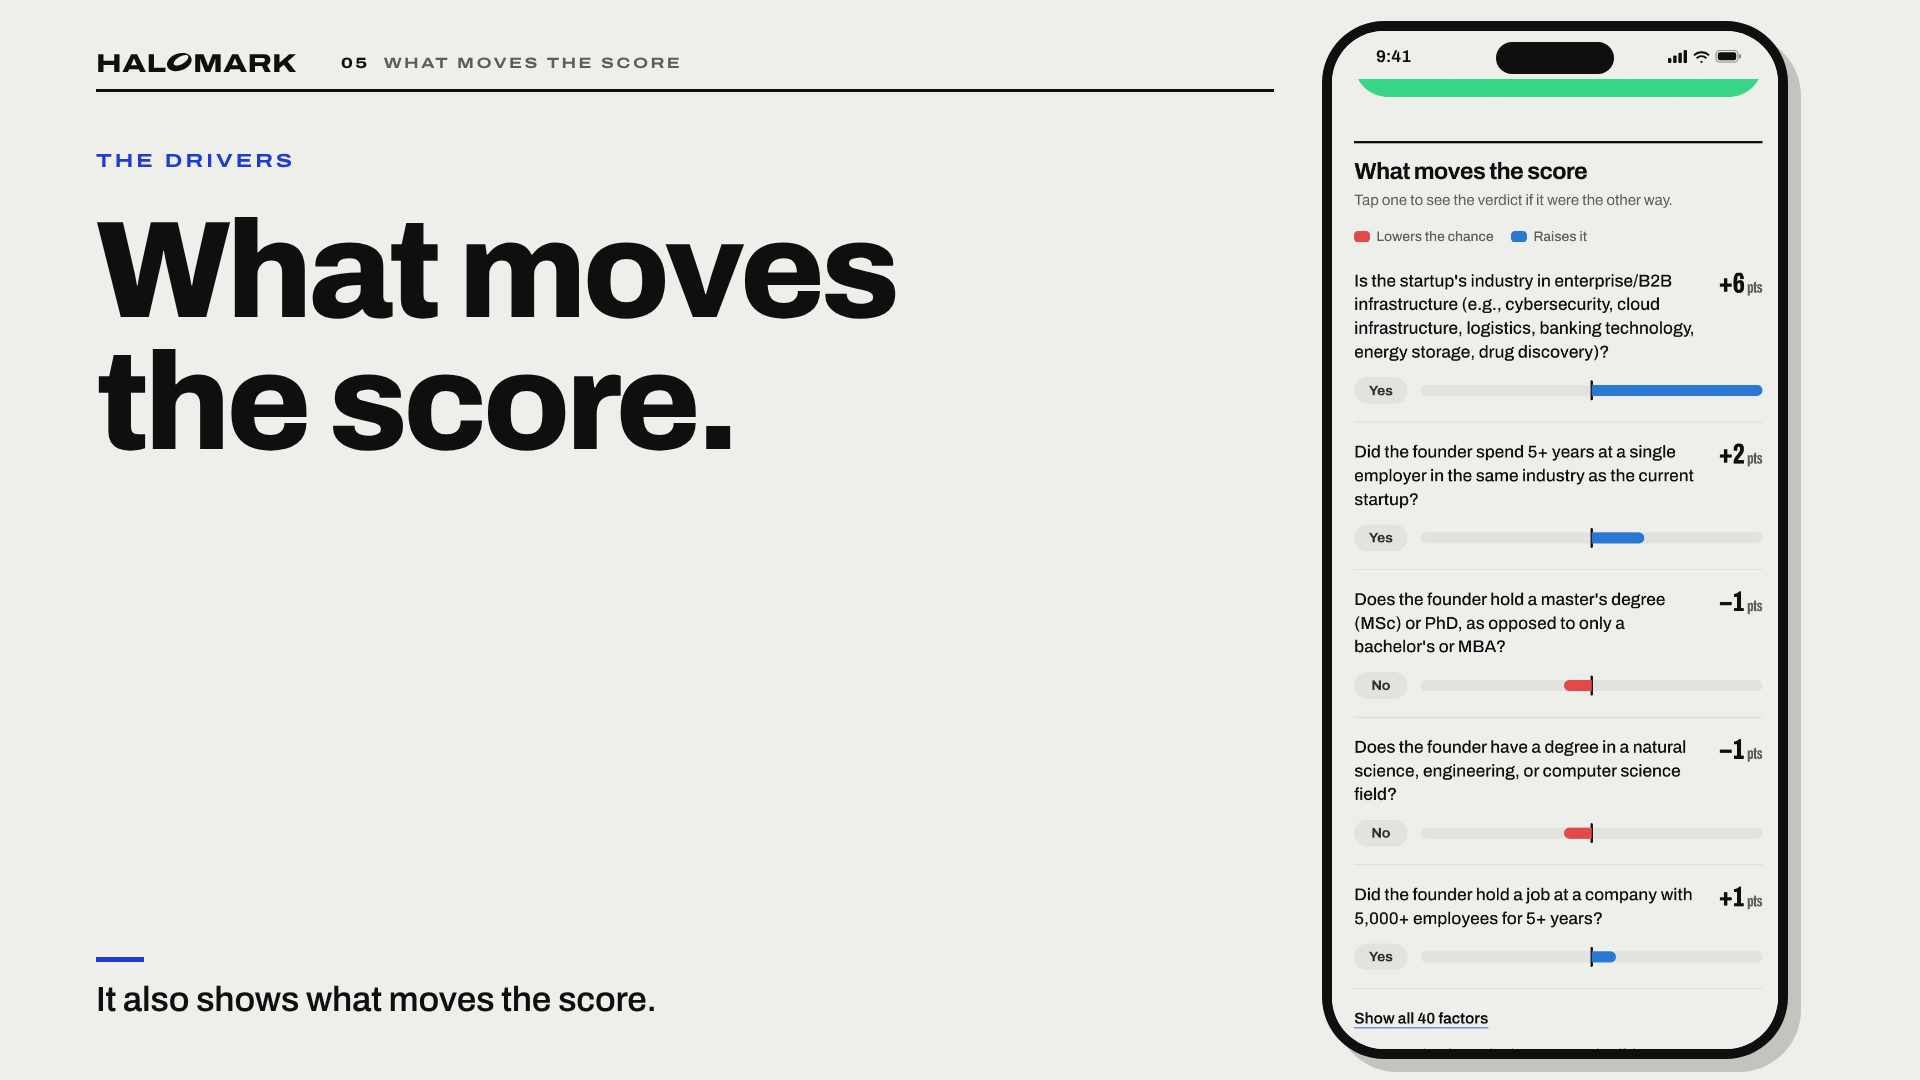 HALOMARK
05 WHAT MOVES THE SCORE
THE DRIVERS
What moves
the score.
It also shows what moves the score.
9:41
What moves the score
Tap one to see the verdict if it were the other way.
Lowers the chance
Raises it
Is the startup's industry in enterprise/B2B
infrastructure (e.g., cybersecurity, cloud
infrastructure, logistics, banking technology,
energy storage, drug discovery)?
+6 pts
Yes
Did the founder spend 5+ years at a single
employer in the same industry as the current
startup?
+2 pts
Yes
Does the founder hold a master's degree
(MSc) or PhD, as opposed to only a
bachelor's or MBA?
−1 pts
No
Does the founder have a degree in a natural
science, engineering, or computer science
field?
−1 pts
No
Did the founder hold a job at a company with
5,000+ employees for 5+ years?
+1 pts
Yes
Show all 40 factors